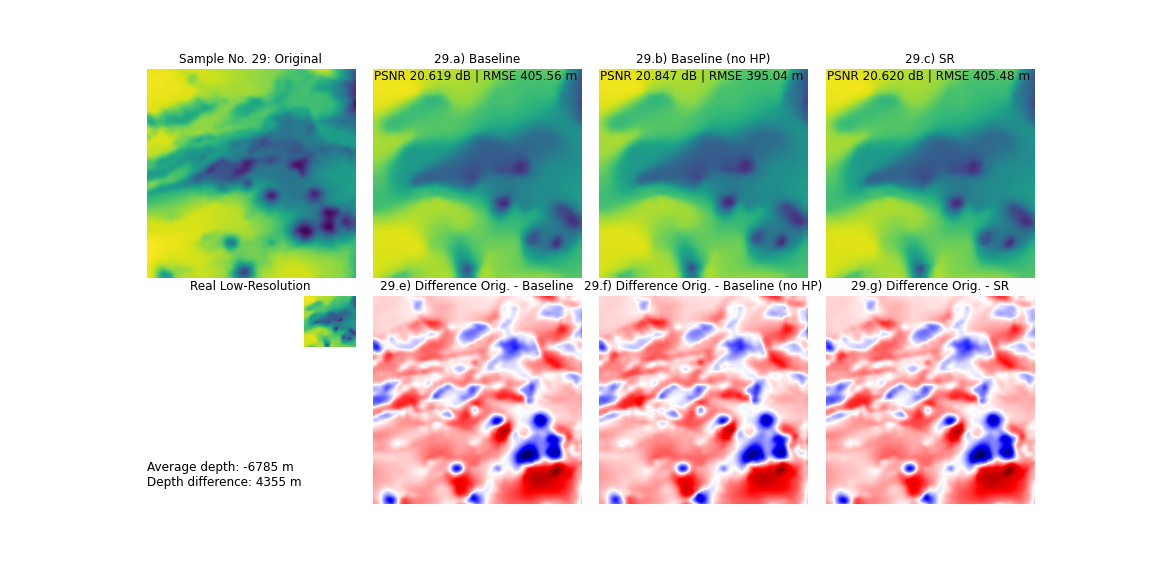 Sample No. 29: Original
29.a) Baseline
29.b) Baseline (no HP)
29.c) SR
PSNR 20.619 dB | RMSE 405.56 m
PSNR 20.847 dB | RMSE 395.04 m
PSNR 20.620 dB | RMSE 405.48 m
Real Low-Resolution
29.e) Difference Orig. - Baseline
29.f) Difference Orig. - Baseline (no HP)
29.g) Difference Orig. - SR
Average depth: -6785 m
Depth difference: 4355 m